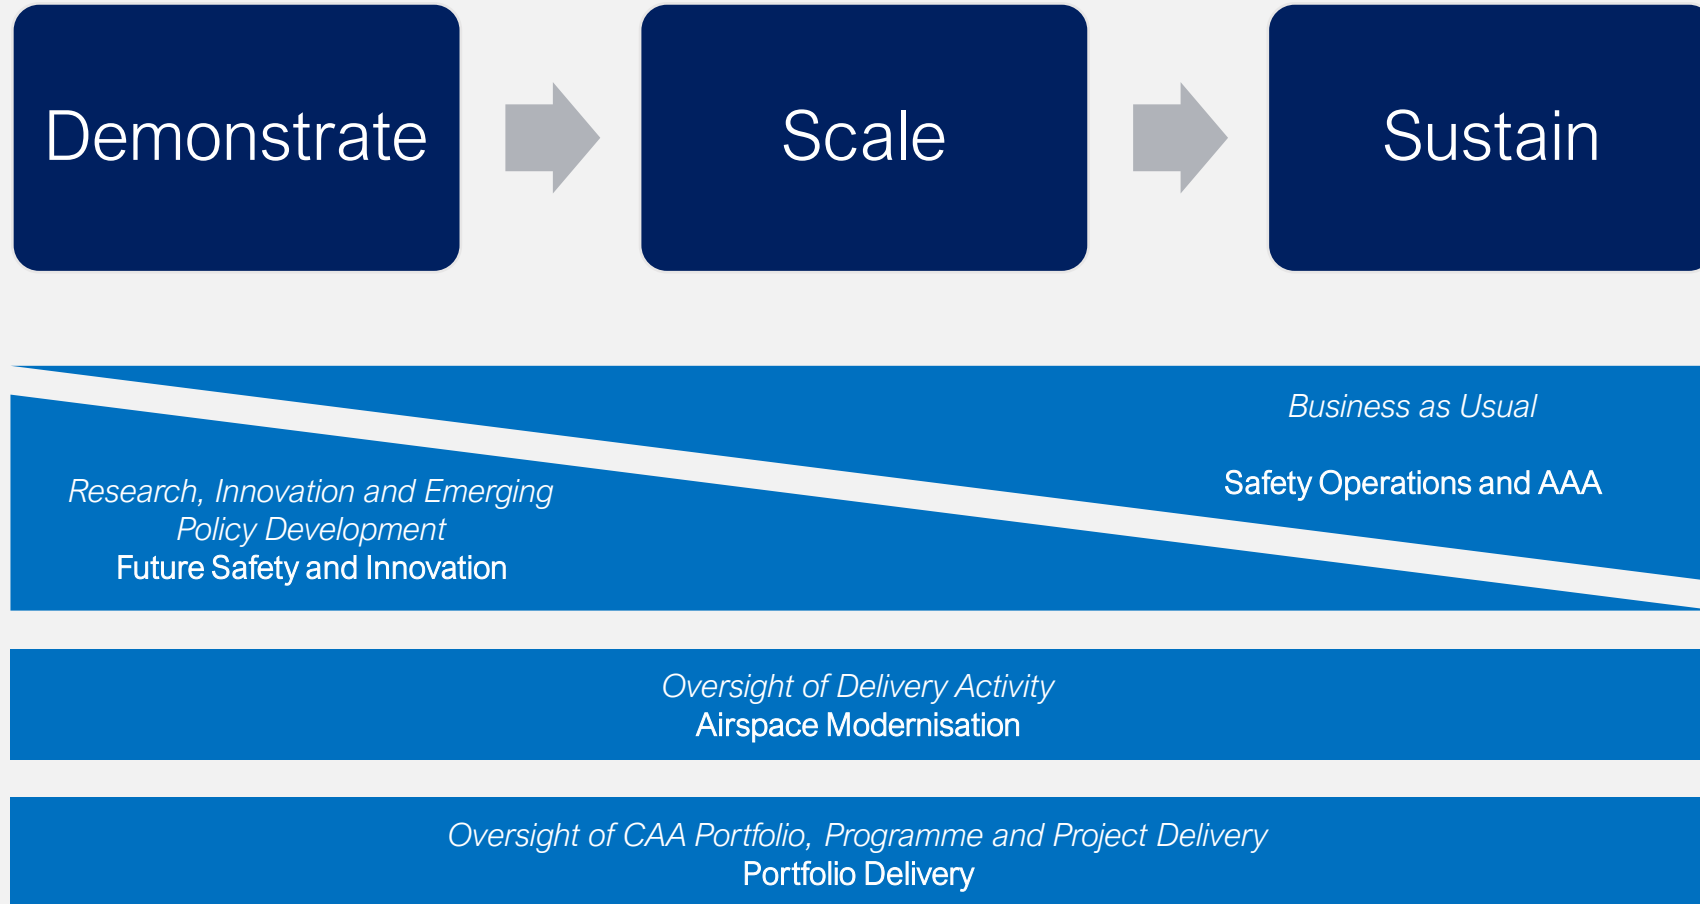 Demonstrate
Scale
Sustain
Business as Usual
Safety Operations and AAA
Research, Innovation and Emerging
Policy Development
Future Safety and Innovation
Oversight of Delivery Activity
Airspace Modernisation
Oversight of CAA Portfolio, Programme and Project Delivery
Portfolio Delivery